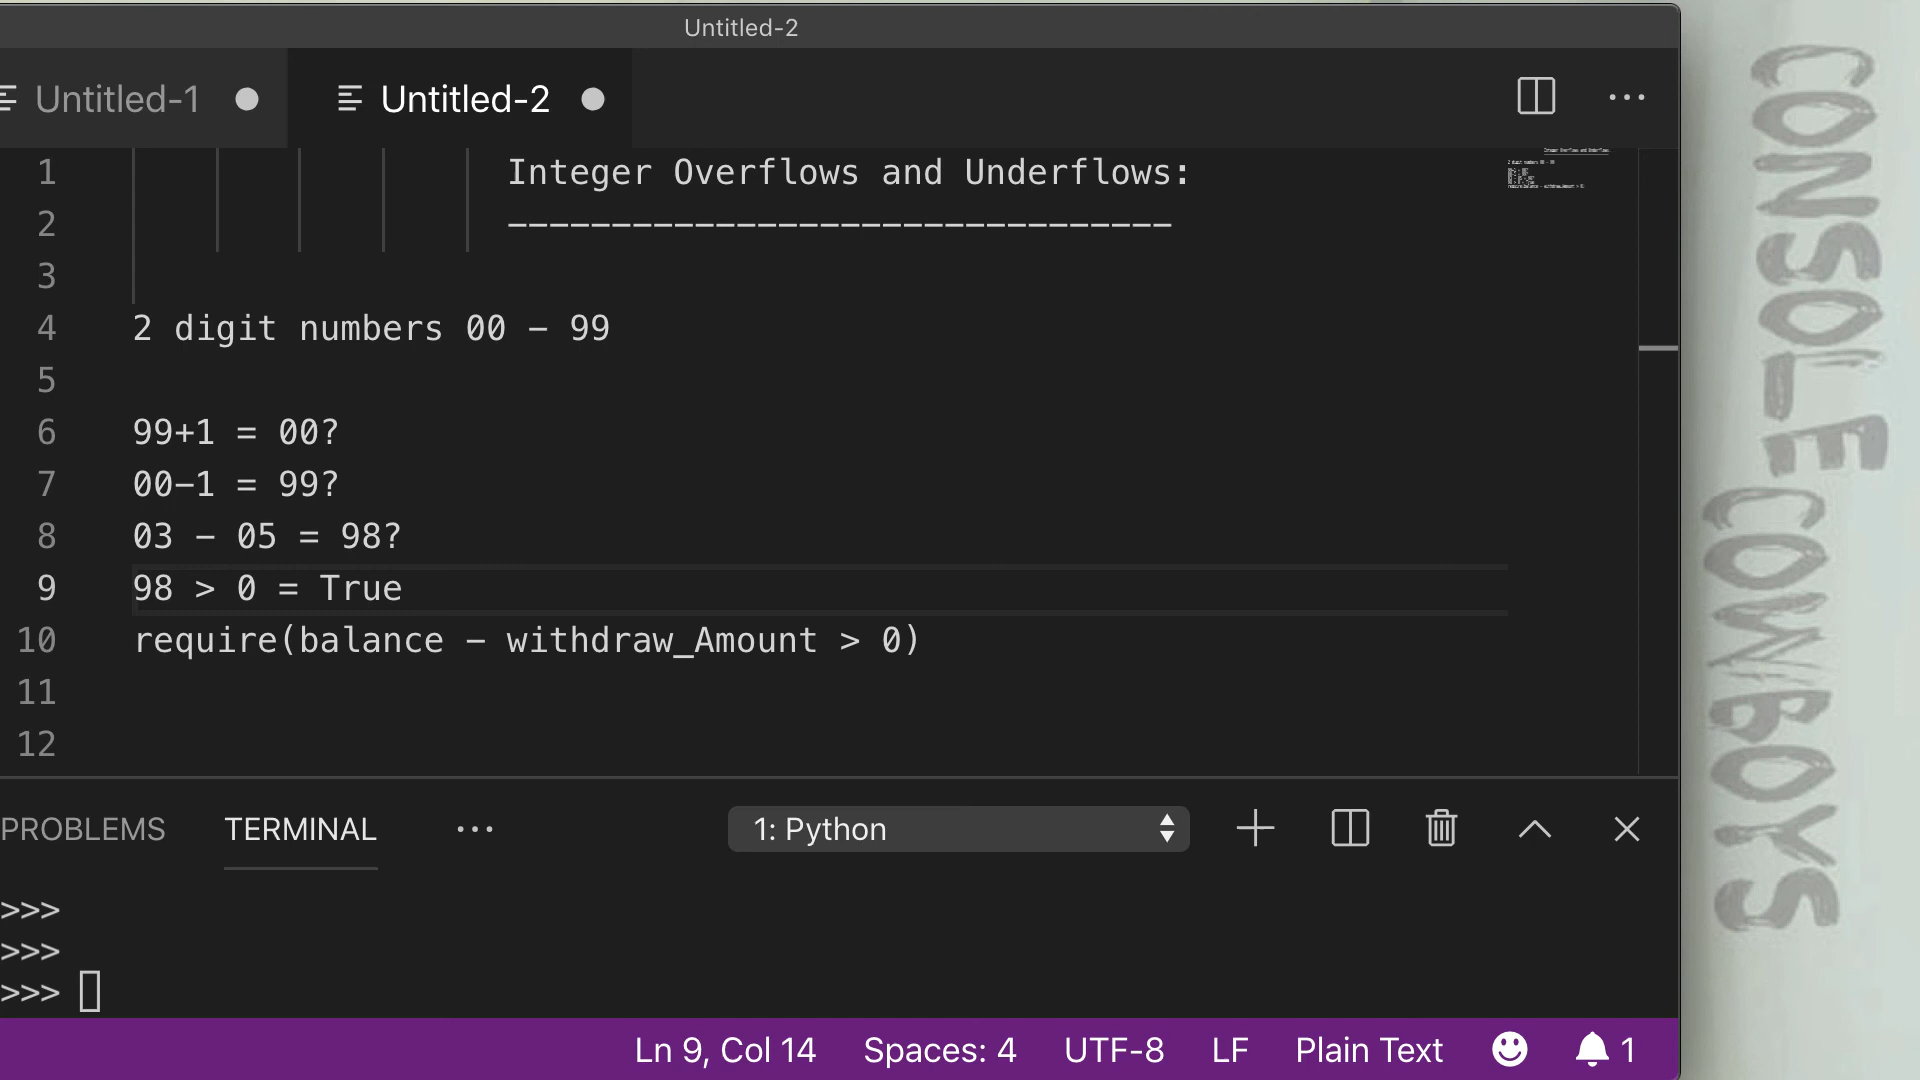 Untitled-2
Untitled-1
Untitled-2
1 Integer Overflows and Underflows:
2 --------------------------------
3
4 2 digit numbers 00 - 99
5
6 99+1 = 00?
7 00-1 = 99?
8 03 - 05 = 98?
9 98 > 0 = True
10 require(balance - withdraw_Amount > 0)
11
12
PROBLEMS TERMINAL ... 1: Python
>>>
>>>
>>>
Ln 9, Col 14 Spaces: 4 UTF-8 LF Plain Text 1
CONSOLE
COWBOYS